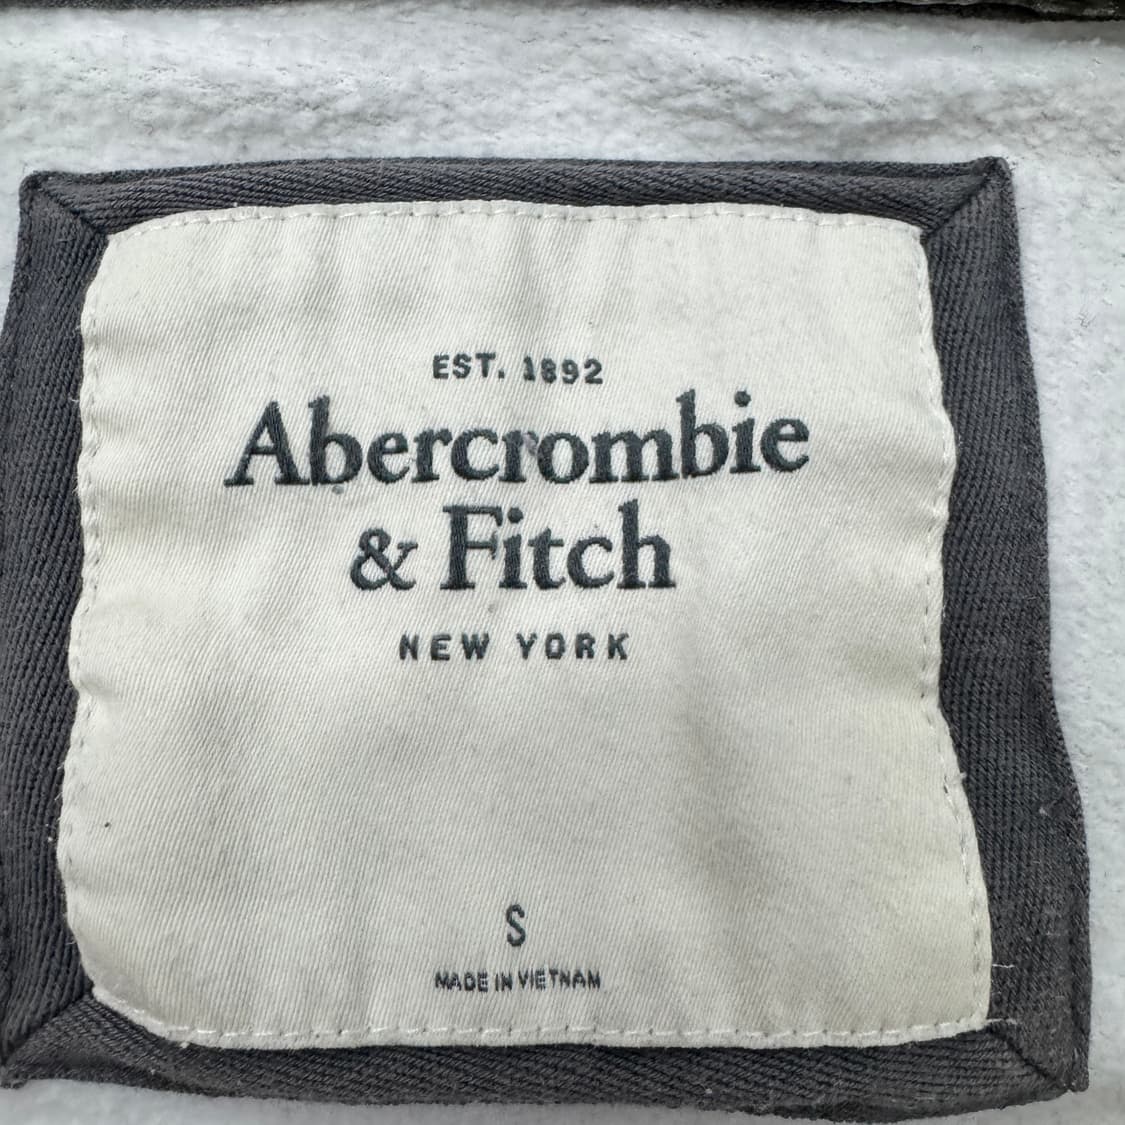 EST. 1892
Abercrombie
& Fitch
NEW YORK
S
MADE IN VIETNAM